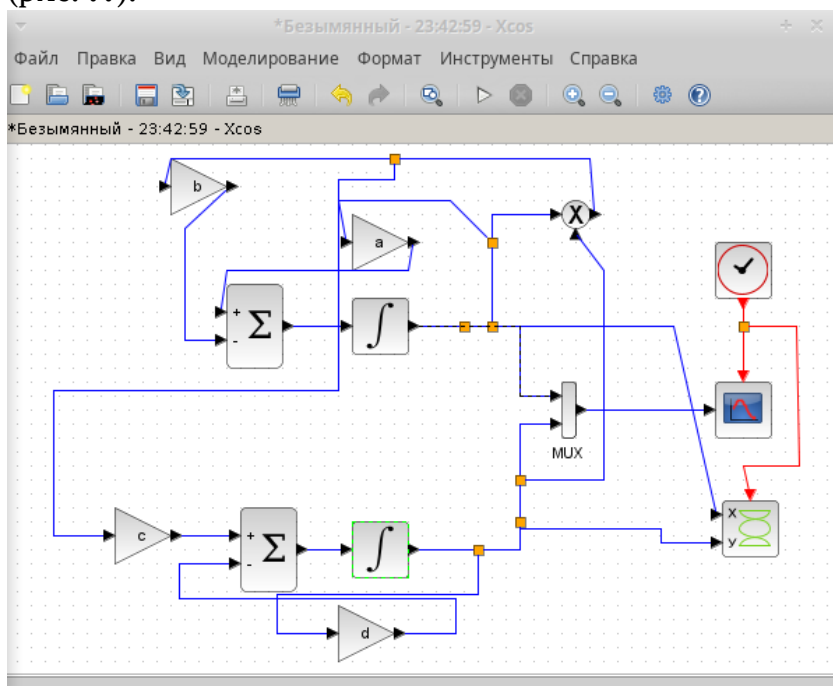 *Безымянный - 23:42:59 - Xcos
Файл Правка Вид Моделирование Формат Инструменты Справка
*Безымянный - 23:42:59 - Xcos
b
X
a
+
Σ
-
∫
MUX
X
y
c
+
Σ
-
∫
d